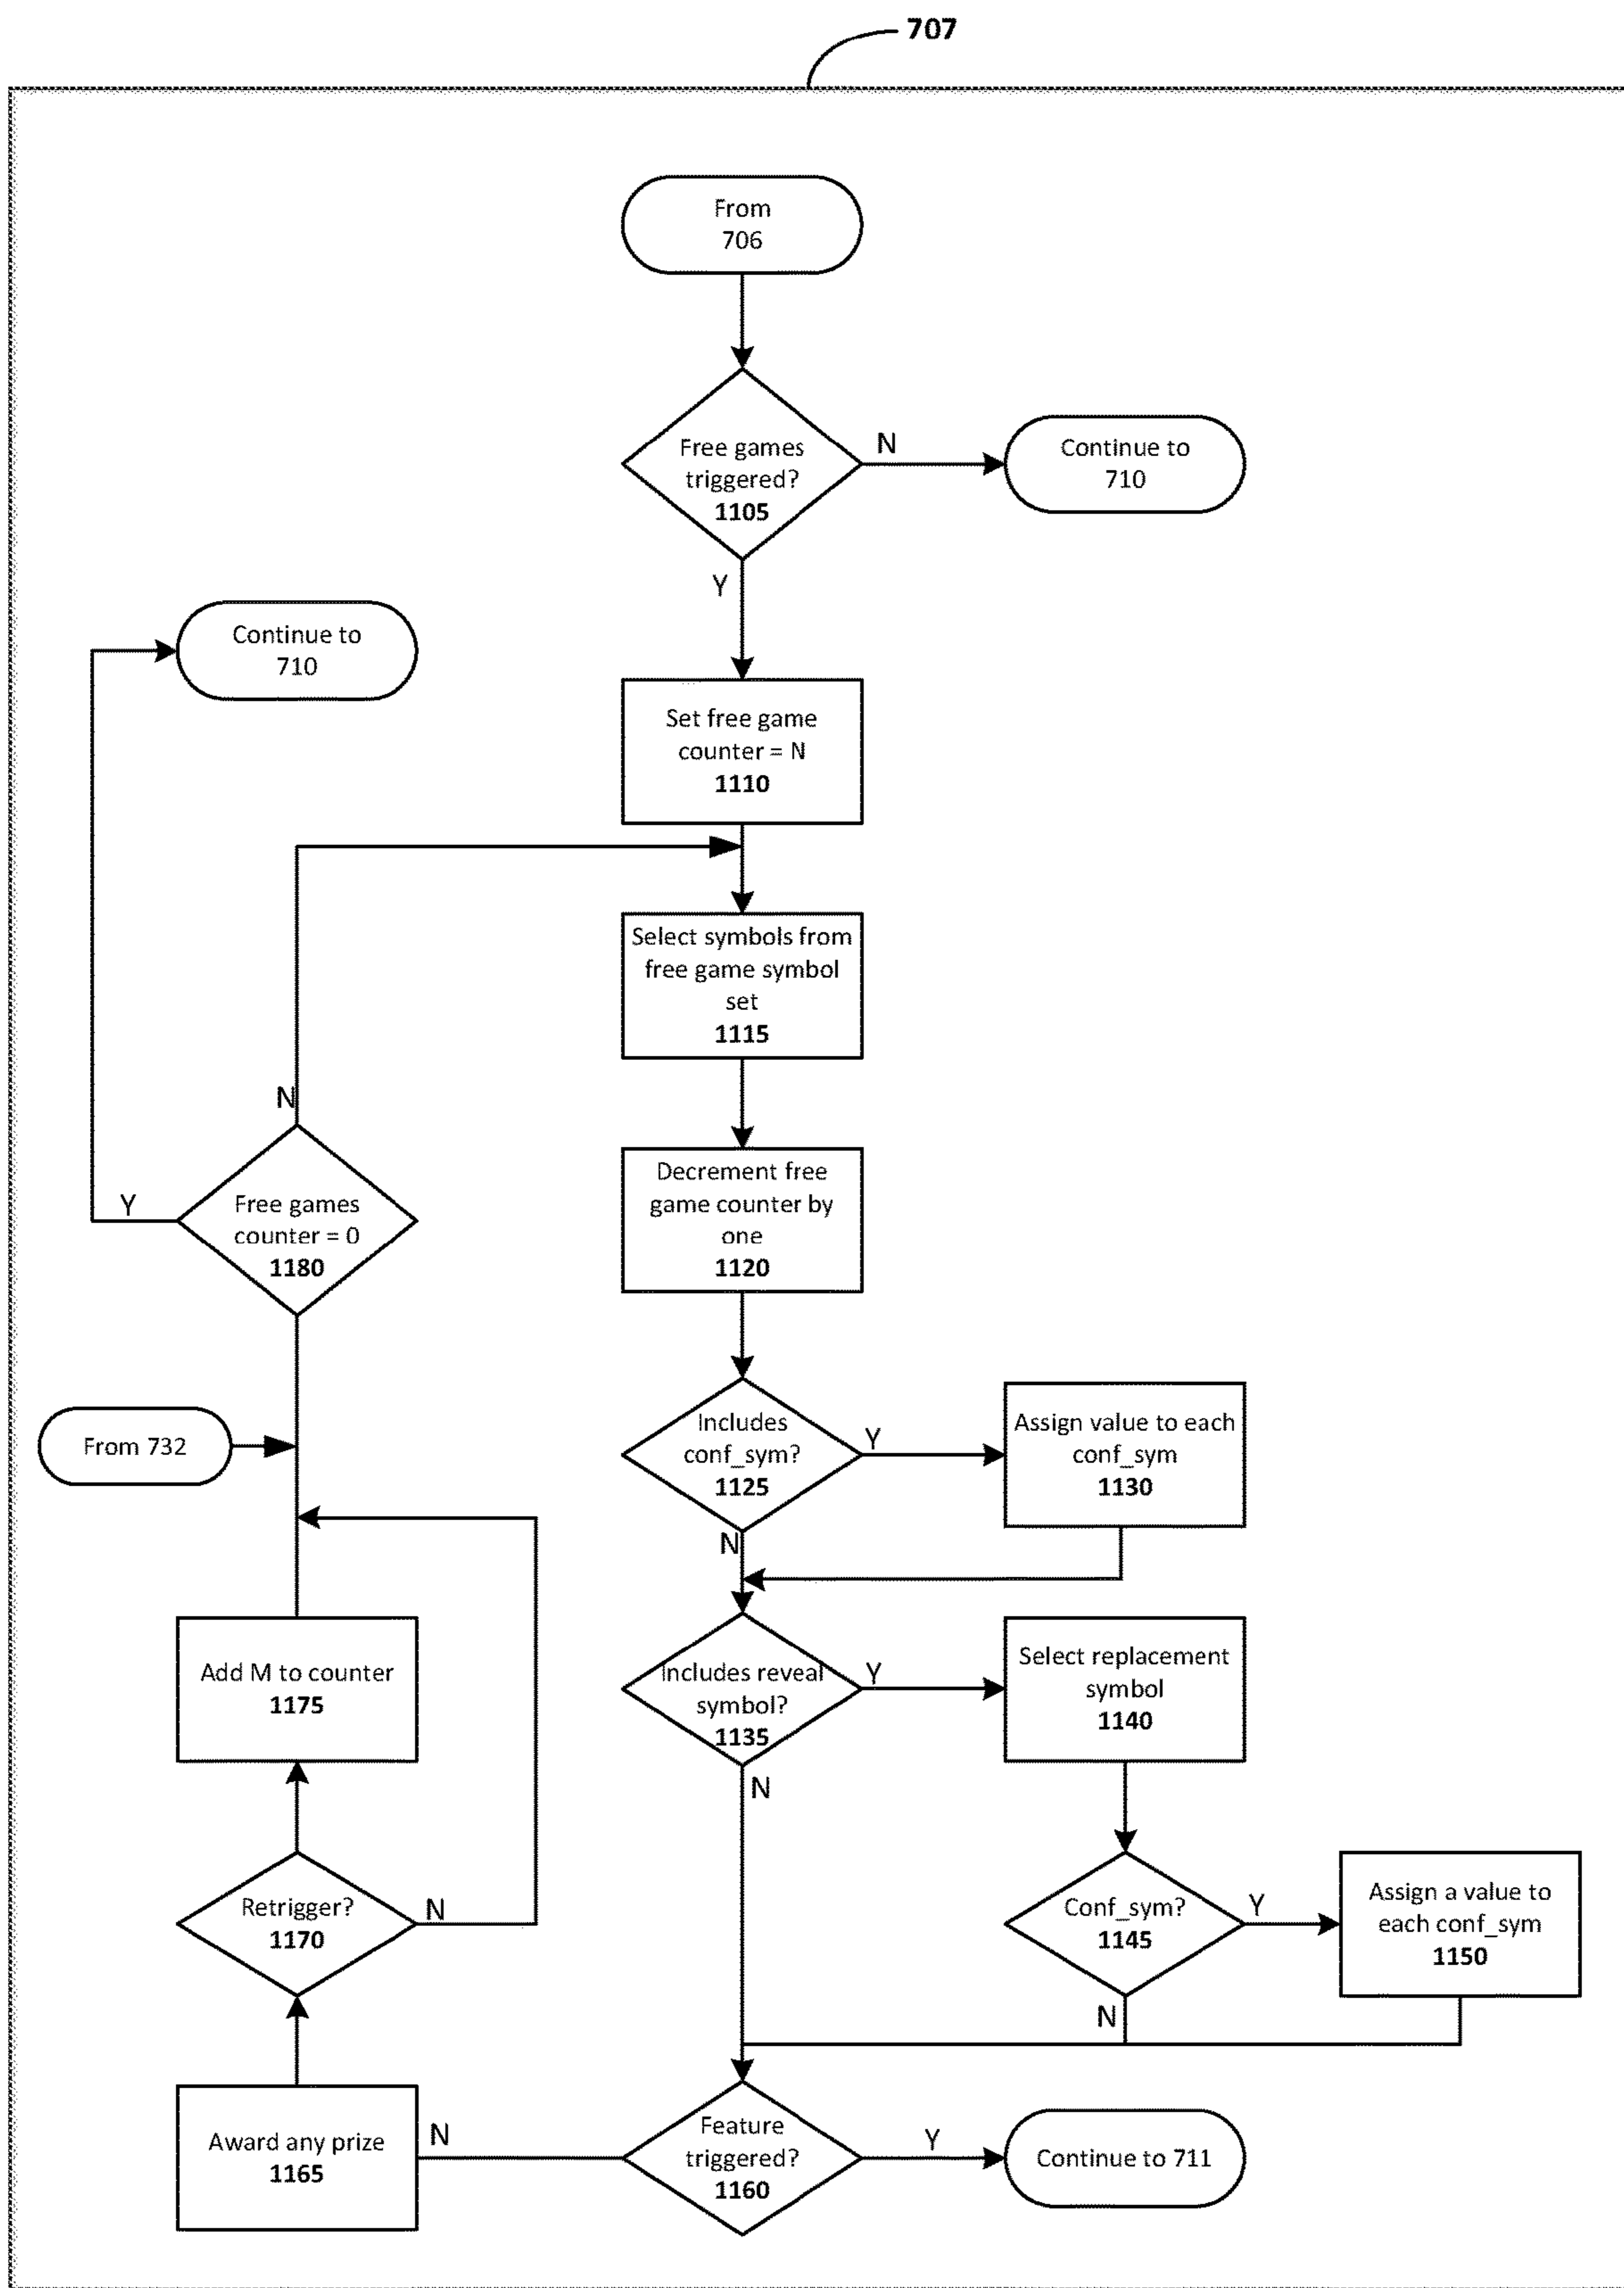 707
From
706
Free games
triggered?
1105
N
Continue to
710
Y
Continue to
710
Set free game
counter = N
1110
Select symbols from
free game symbol
set
1115
N
Decrement free
game counter by
one
1120
Y
Free games
counter = 0
1180
From 732
Includes
conf_sym?
1125
Y
Assign value to each
conf_sym
1130
N
Add M to counter
1175
Includes reveal
symbol?
1135
Y
Select replacement
symbol
1140
N
Retrigger?
1170
N
Conf_sym?
1145
Y
Assign a value to
each conf_sym
1150
N
Award any prize
1165
N
Feature
triggered?
1160
Y
Continue to 711